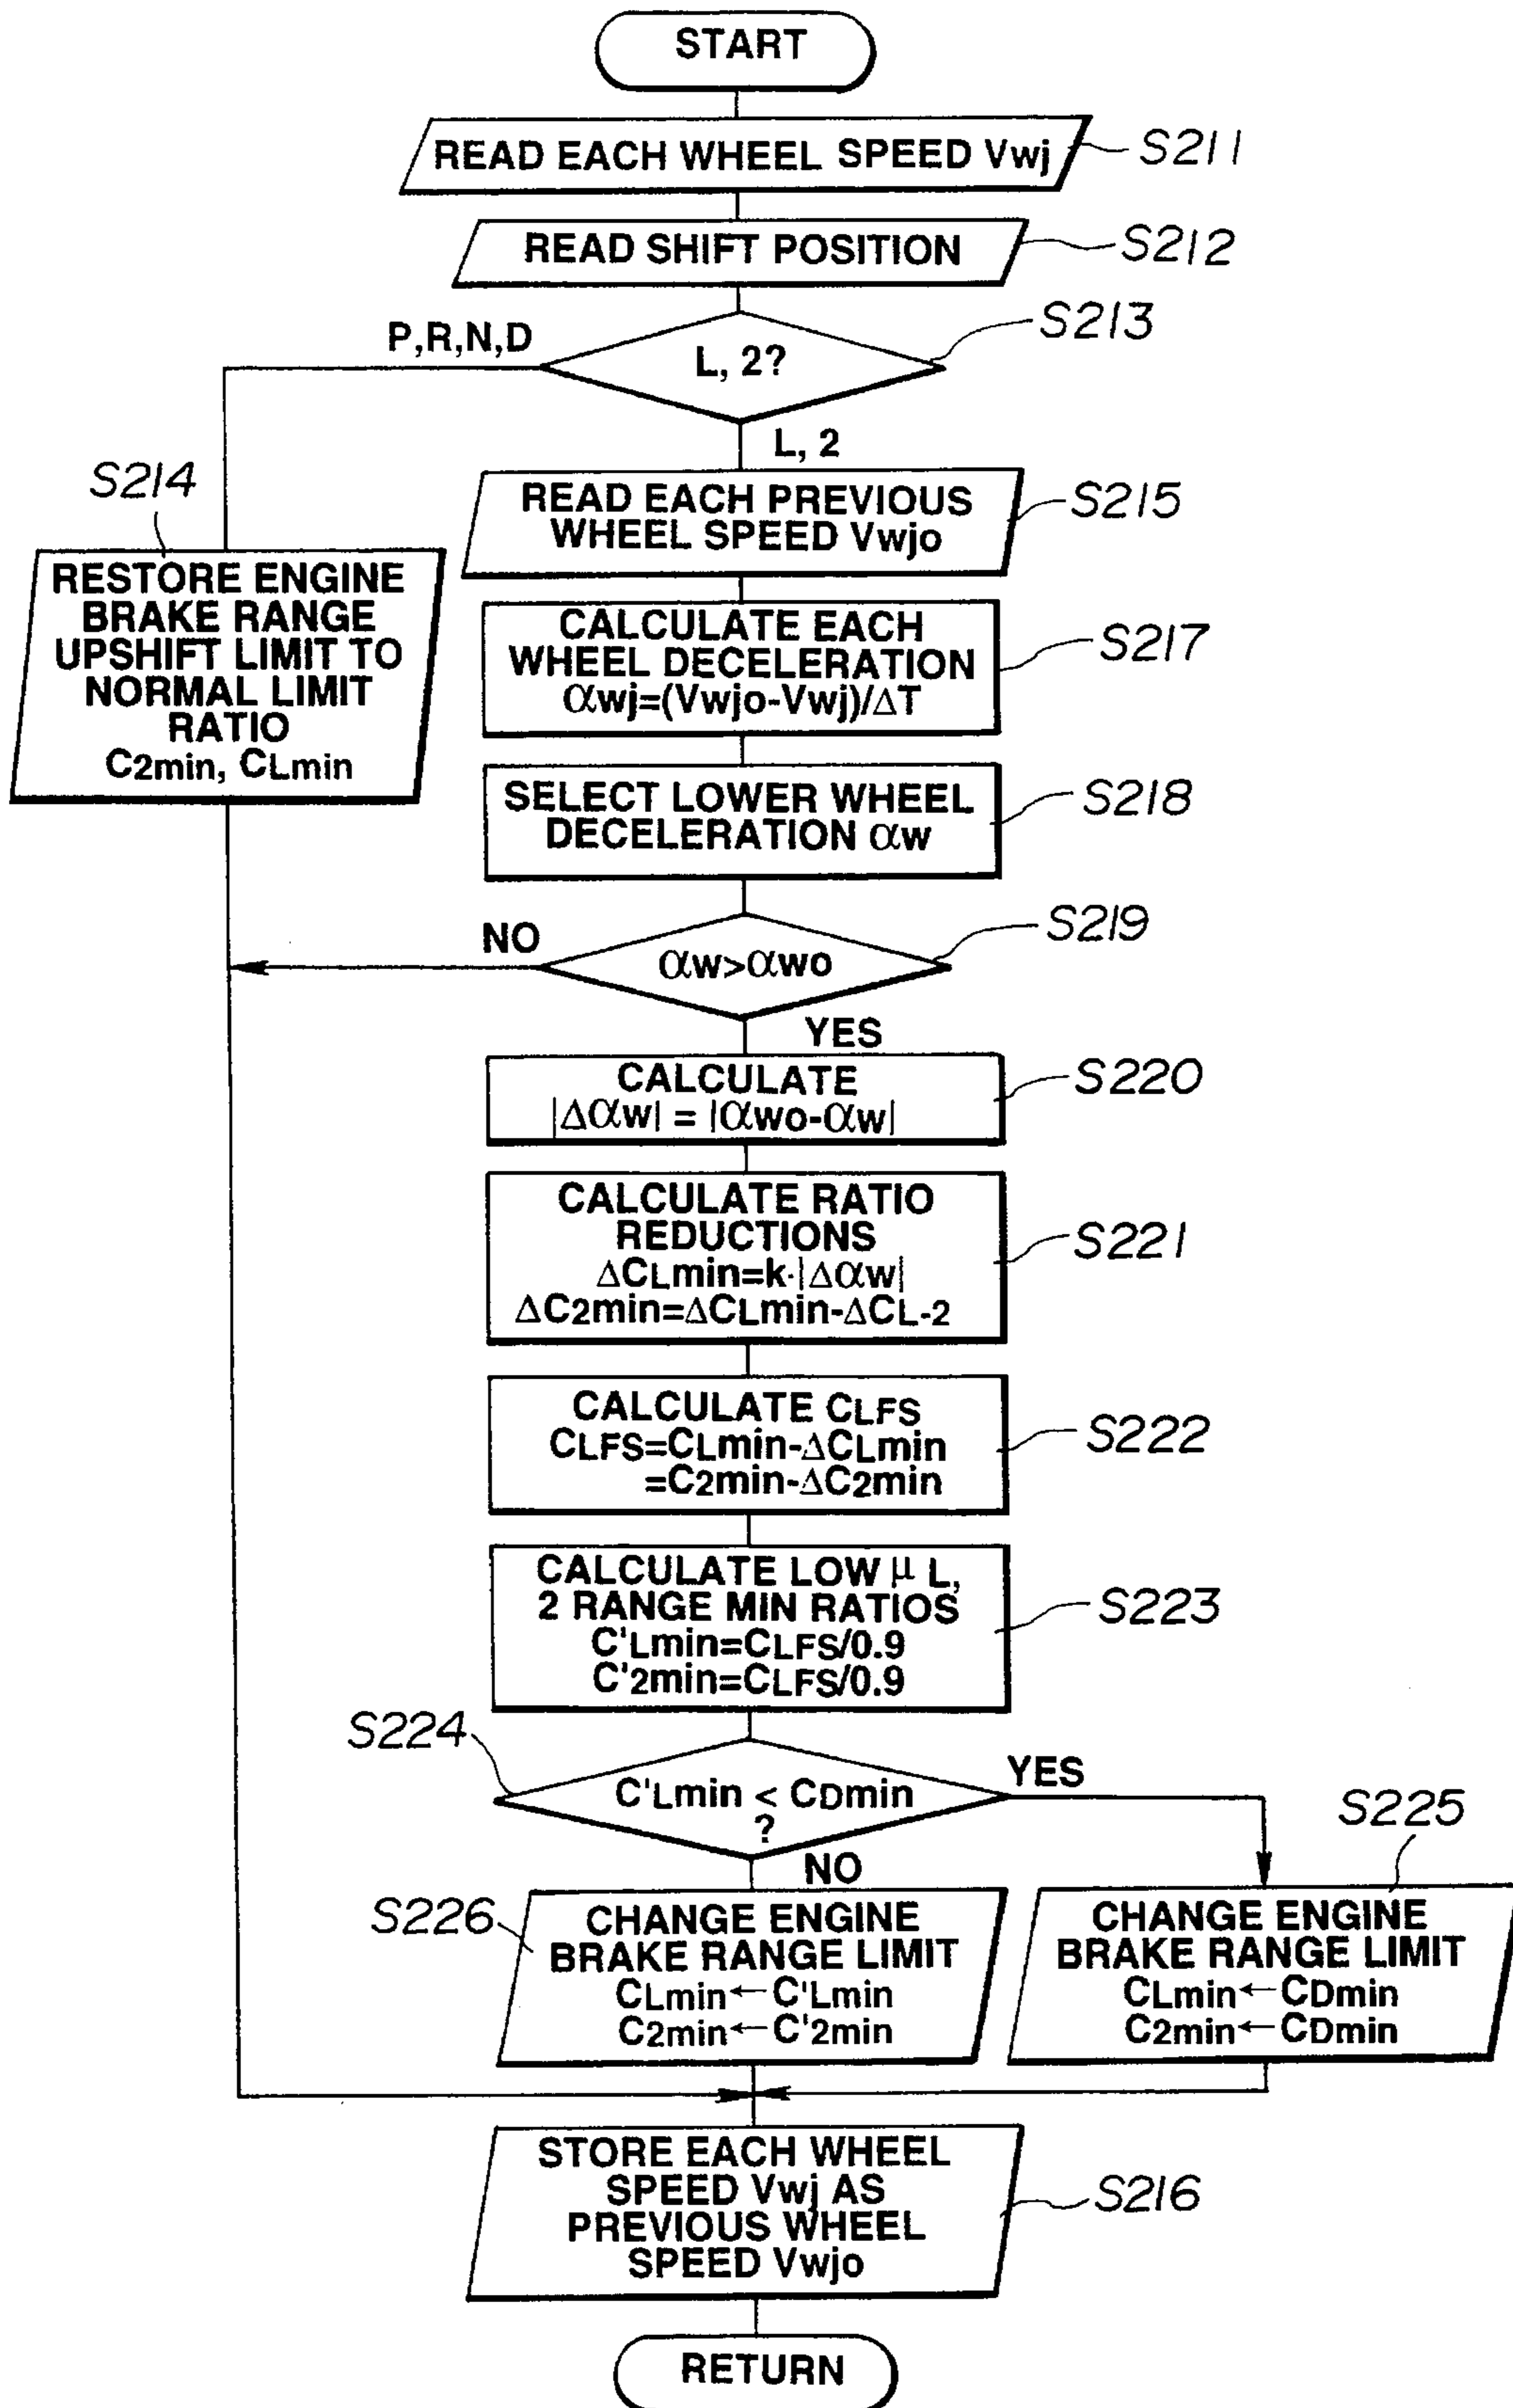 START
READ EACH WHEEL SPEED Vwj
S211
READ SHIFT POSITION
S212
P,R,N,D
L, 2?
S213
L, 2
S214
RESTORE ENGINE
BRAKE RANGE
UPSHIFT LIMIT TO
NORMAL LIMIT
RATIO
C2min, CLmin
READ EACH PREVIOUS
WHEEL SPEED Vwjo
S215
CALCULATE EACH
WHEEL DECELERATION
αwj=(Vwjo-Vwj)/ΔT
S217
SELECT LOWER WHEEL
DECELERATION αw
S218
NO
αw>αwo
S219
YES
CALCULATE
|Δαw| = |αwo-αw|
S220
CALCULATE RATIO
REDUCTIONS
ΔCLmin=k·|Δαw|
ΔC2min=ΔCLmin-ΔCL-2
S221
CALCULATE CLFS
CLFS=CLmin-ΔCLmin
=C2min-ΔC2min
S222
CALCULATE LOW μ L,
2 RANGE MIN RATIOS
C'Lmin=CLFS/0.9
C'2min=CLFS/0.9
S223
S224
C'Lmin < CDmin
?
YES
NO
S225
S226
CHANGE ENGINE
BRAKE RANGE LIMIT
CLmin←C'Lmin
C2min←C'2min
CHANGE ENGINE
BRAKE RANGE LIMIT
CLmin←CDmin
C2min←CDmin
STORE EACH WHEEL
SPEED Vwj AS
PREVIOUS WHEEL
SPEED Vwjo
S216
RETURN